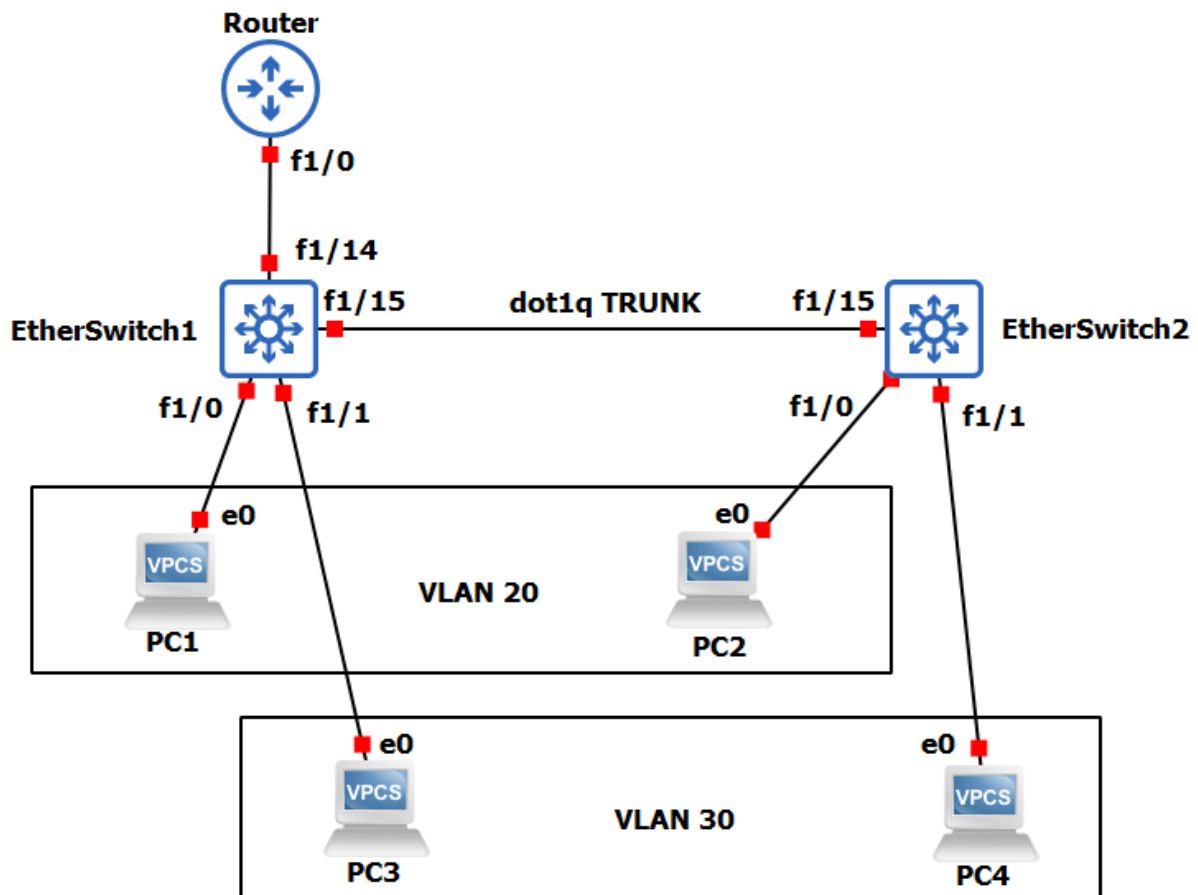 Router
f1/0
f1/14
f1/15
dot1q TRUNK
f1/15
EtherSwitch1
EtherSwitch2
f1/0
f1/1
f1/0
f1/1
e0
e0
VPCS
VPCS
VLAN 20
PC1
PC2
e0
e0
VPCS
VPCS
VLAN 30
PC3
PC4